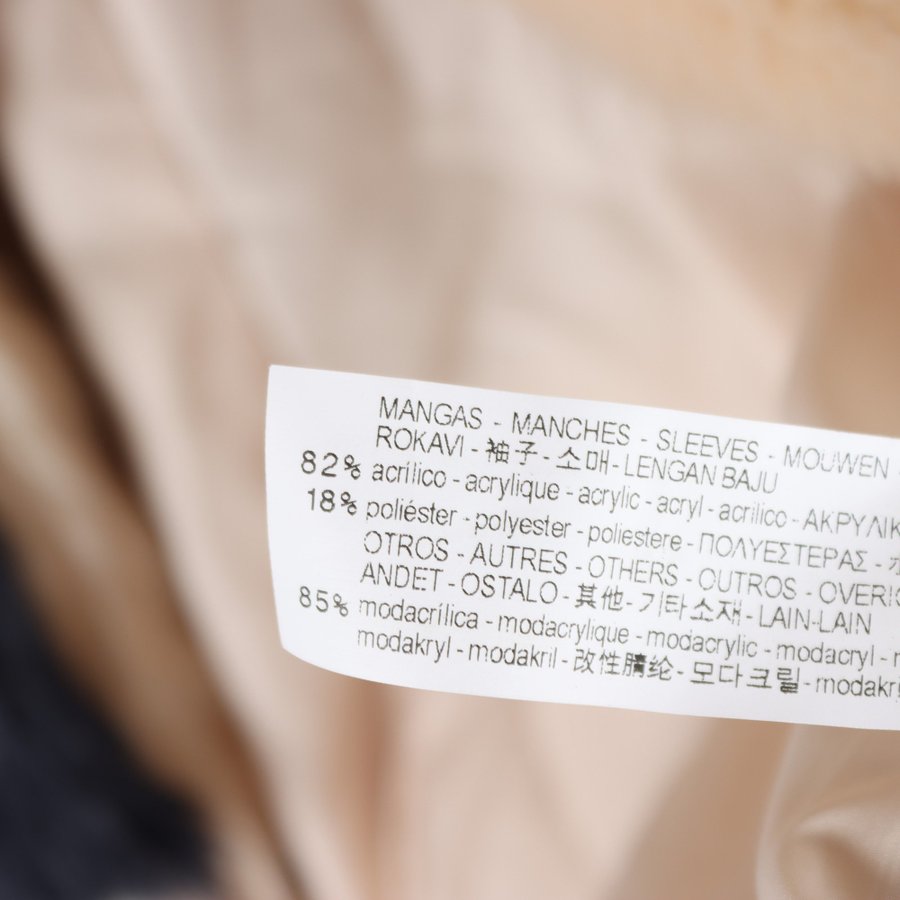 MANGAS - MANCHES - SLEEVES - MOUWEN -
ROKAVI - 袖子 - 소매 - LENGAN BAJU
82% acrílico - acrylique - acrylic - acryl - acrilico - ΑΚΡΥΛΙΚ
18% poliéster - polyester - poliestere - ΠΟΛΥΕΣΤΕΡΑΣ -
OTROS - AUTRES - OTHERS - OUTROS - OVERIG
ANDET - OSTALO - 其他 - 기타소재 - LAIN-LAIN
85% modacrílica - modacrylique - modacrylic - modacryl -
modakryl - modakril - 改性腈纶 - 모다크릴 - modakri